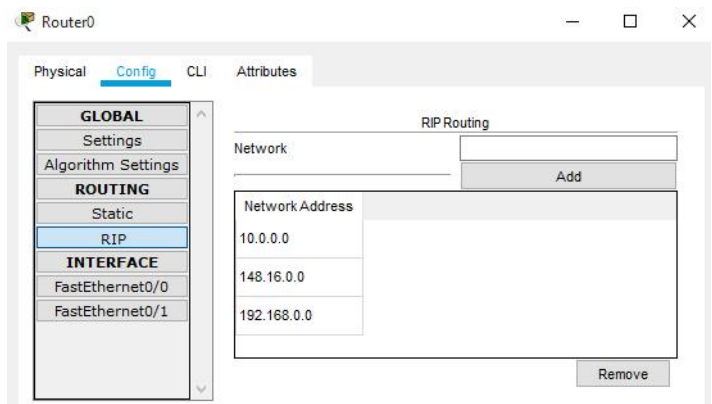 Router0
Physical Config CLI Attributes
GLOBAL
Settings
Algorithm Settings
ROUTING
Static
RIP
INTERFACE
FastEthernet0/0
FastEthernet0/1
RIP Routing
Network
Add
Network Address
10.0.0.0
148.16.0.0
192.168.0.0
Remove